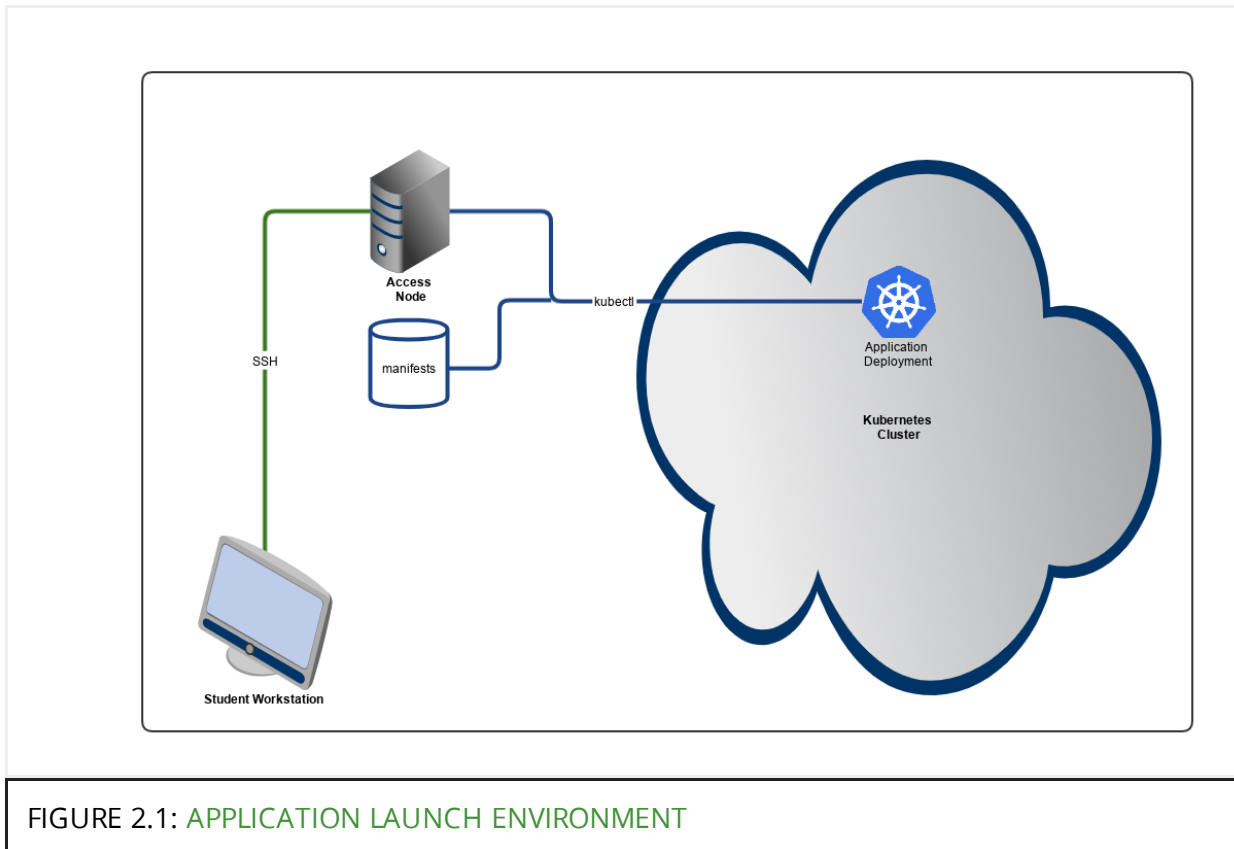 Access
Node
kubectl
Application
Deployment
SSH
manifests
Kubernetes
Cluster
Student Workstation
FIGURE 2.1: APPLICATION LAUNCH ENVIRONMENT